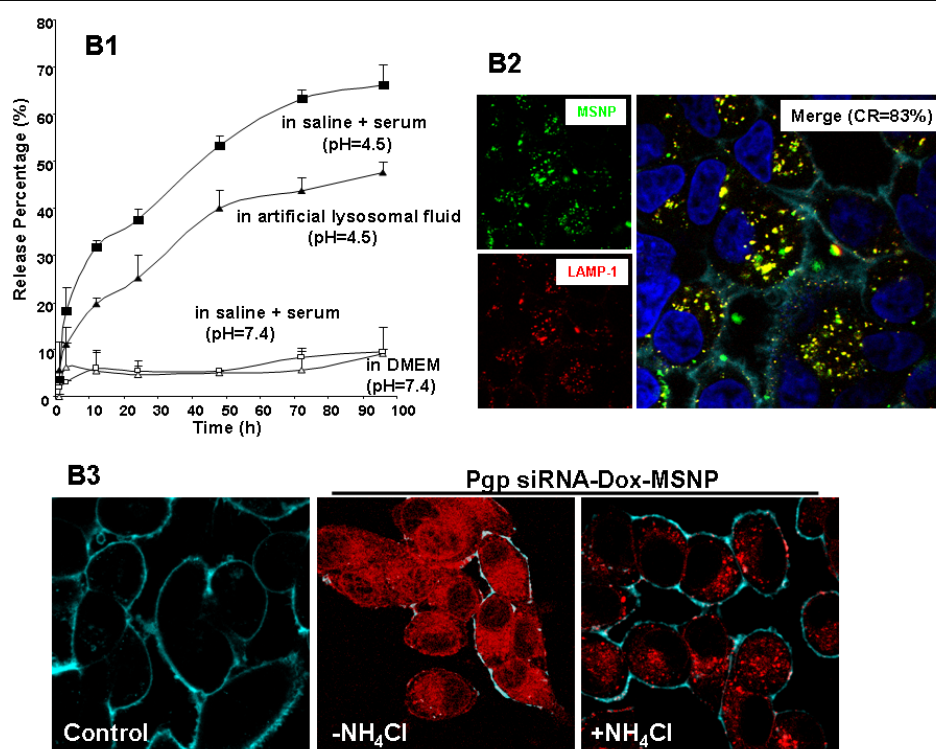 B1
80
70
60
50
40
30
20
10
0
0 10 20 30 40 50 60 70 80 90 100
Release Percentage (%)
Time (h)
in saline + serum
(pH=4.5)
in artificial lysosomal fluid
(pH=4.5)
in saline + serum
(pH=7.4)
in DMEM
(pH=7.4)
B2
MSNP
LAMP-1
Merge (CR=83%)
B3
Pgp siRNA-Dox-MSNP
Control
-NH₄Cl
+NH₄Cl